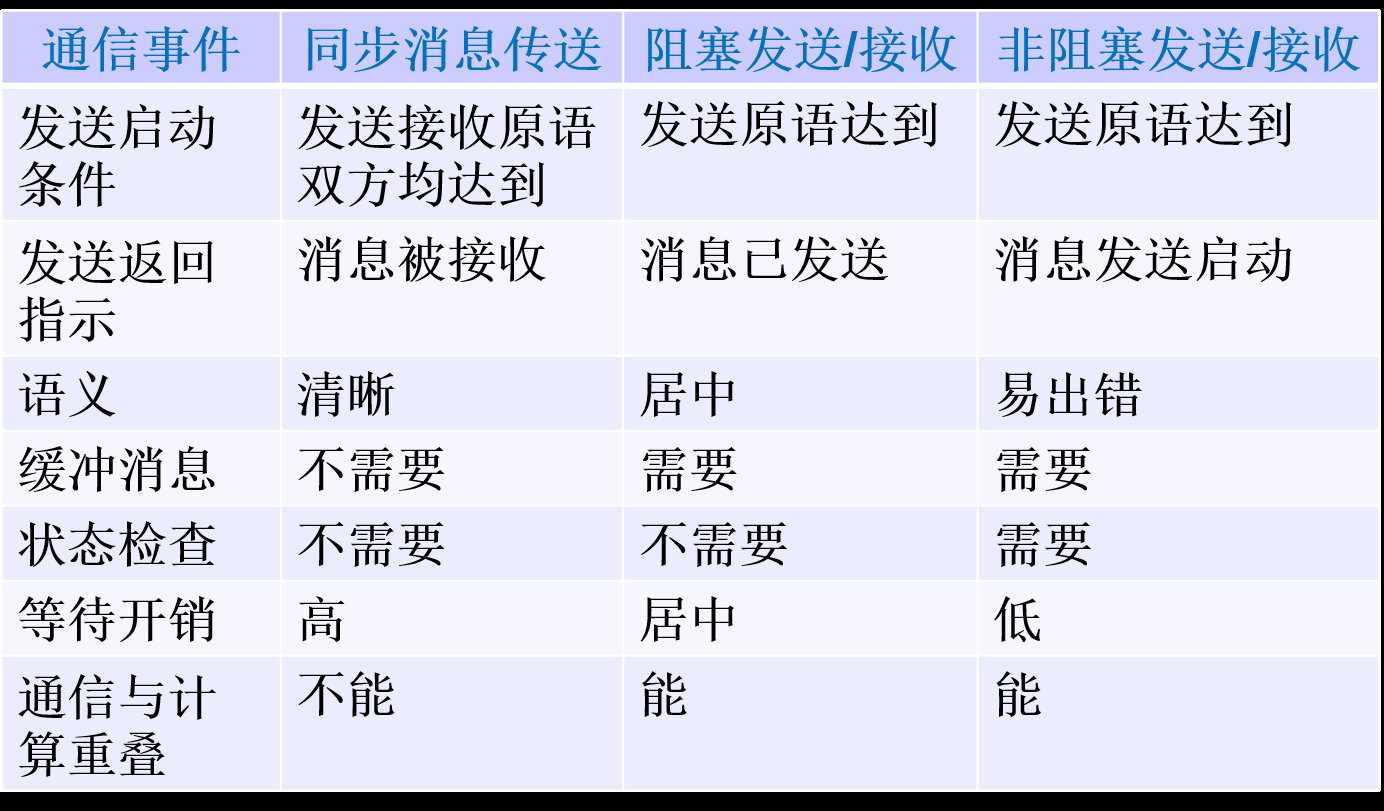 通信事件 同步消息传送 阻塞发送/接收 非阻塞发送/接收
发送启动条件 发送接收原语双方均达到 发送原语达到 发送原语达到
发送返回指示 消息被接收 消息已发送 消息发送启动
语义 清晰 居中 易出错
缓冲消息 不需要 需要 需要
状态检查 不需要 不需要 需要
等待开销 高 居中 低
通信与计算重叠 不能 能 能